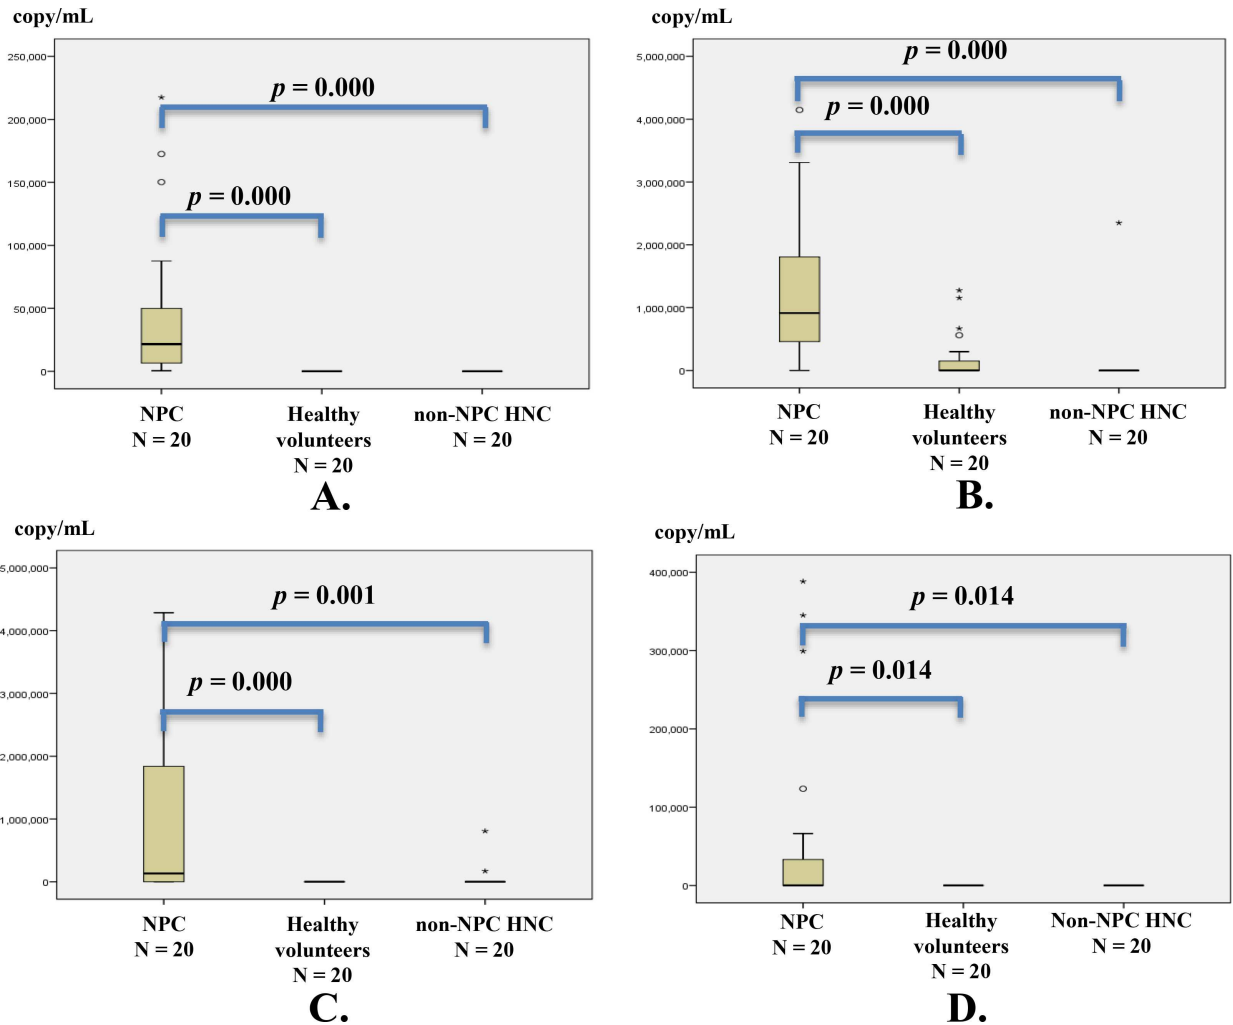 copy/mL
250,000
200,000
150,000
100,000
50,000
0
p = 0.000
p = 0.000
NPC
N = 20
Healthy
volunteers
N = 20
non-NPC HNC
N = 20
A.
copy/mL
5,000,000
4,000,000
3,000,000
2,000,000
1,000,000
0
p = 0.000
p = 0.000
NPC
N = 20
Healthy
volunteers
N = 20
non-NPC HNC
N = 20
B.
copy/mL
5,000,000
4,000,000
3,000,000
2,000,000
1,000,000
0
p = 0.001
p = 0.000
NPC
N = 20
Healthy
volunteers
N = 20
non-NPC HNC
N = 20
C.
copy/mL
400,000
300,000
200,000
100,000
0
p = 0.014
p = 0.014
NPC
N = 20
Healthy
volunteers
N = 20
Non-NPC HNC
N = 20
D.